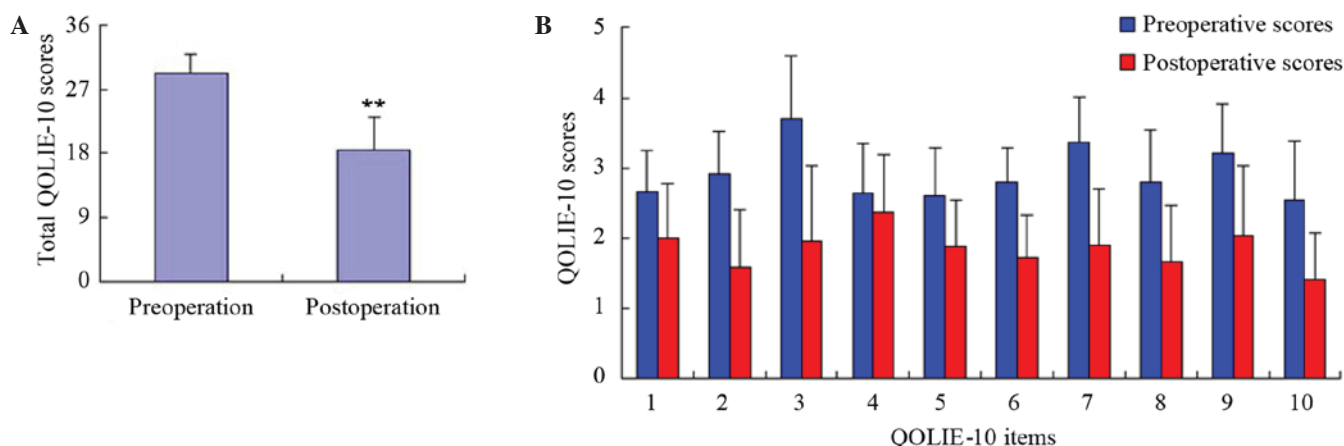 A
Total QOLIE-10 scores
36
27
18
9
0
**
Preoperation Postoperation
B
QOLIE-10 scores
5
4
3
2
1
0
Preoperative scores
Postoperative scores
1 2 3 4 5 6 7 8 9 10
QOLIE-10 items